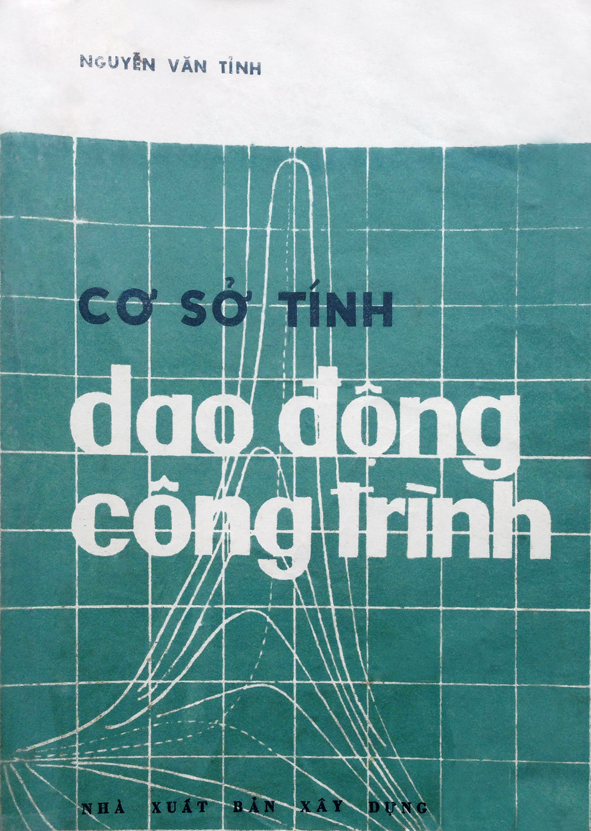 NGUYỄN VĂN TỈNH
CƠ SỞ TÍNH
dao động
công trình
NHÀ XUẤT BẢN XÂY DỰNG